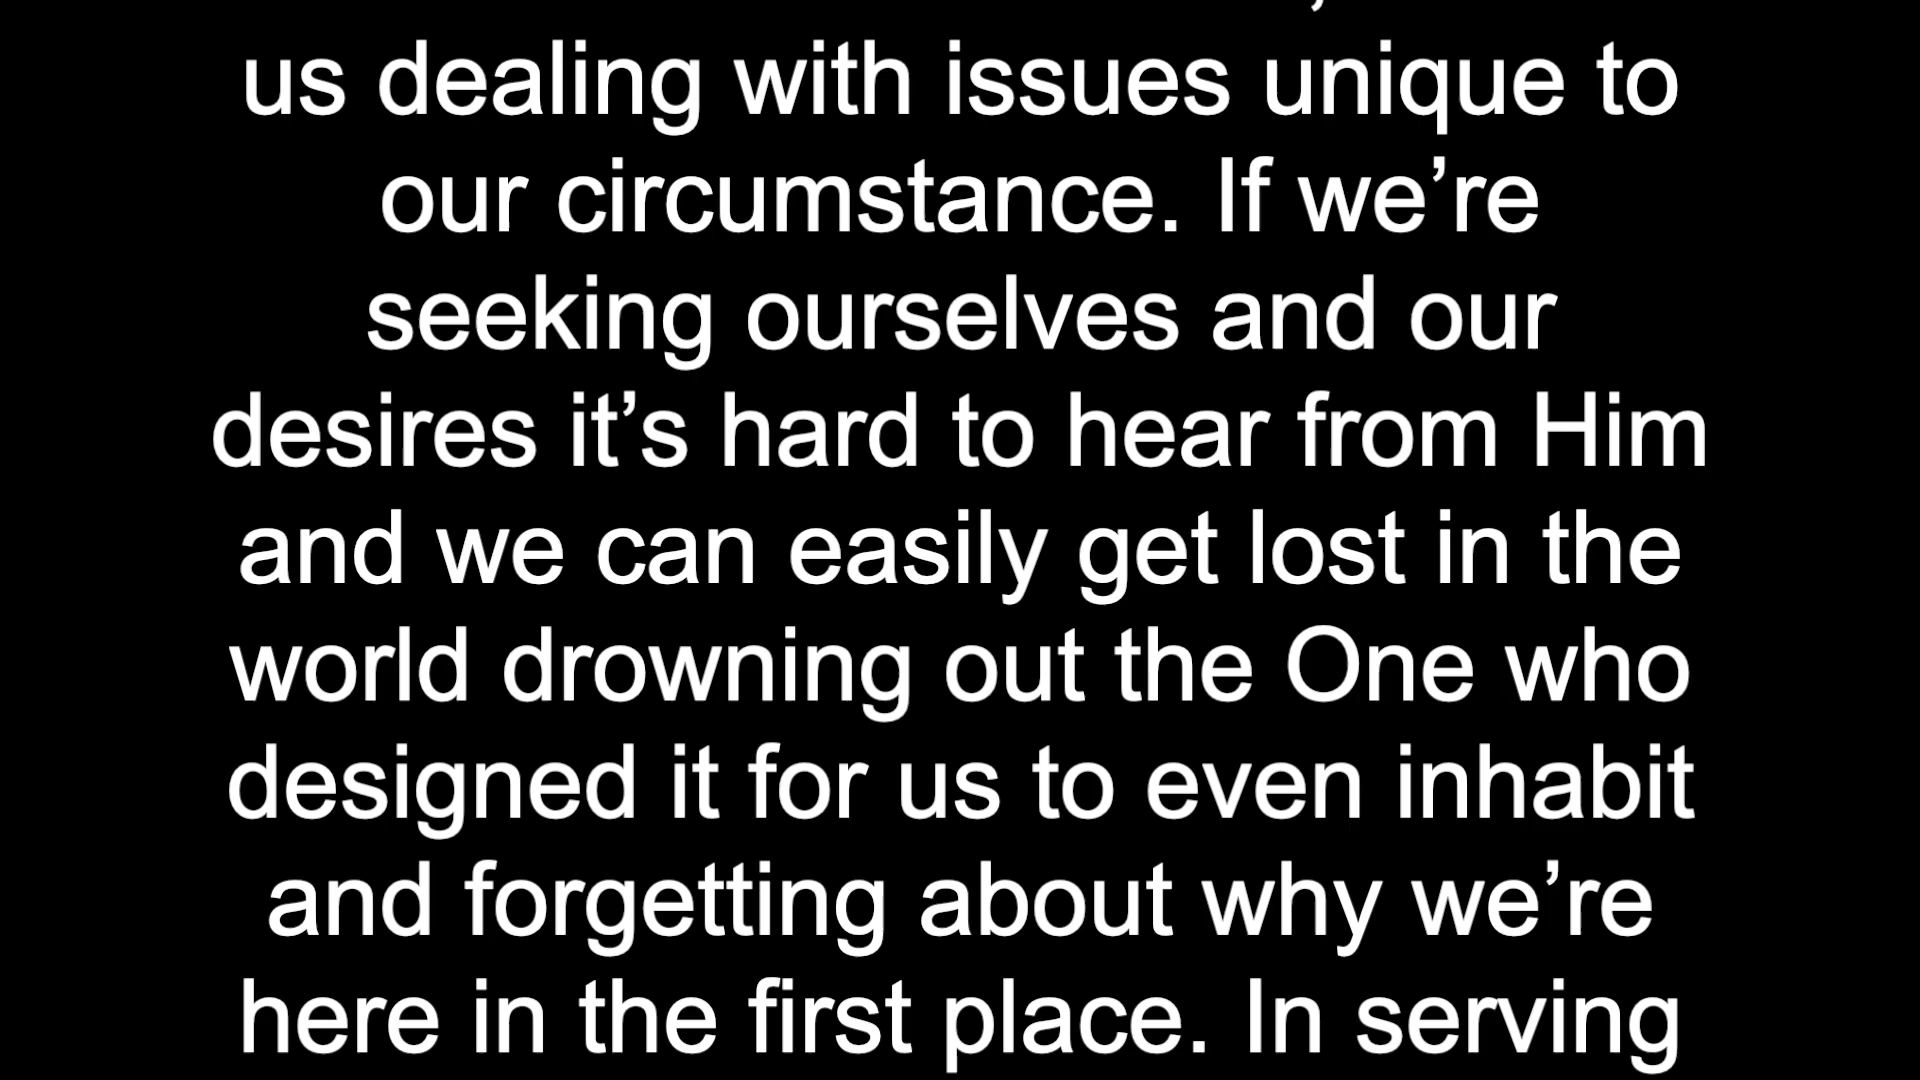 us dealing with issues unique to
our circumstance. If we’re
seeking ourselves and our
desires it’s hard to hear from Him
and we can easily get lost in the
world drowning out the One who
designed it for us to even inhabit
and forgetting about why we’re
here in the first place. In serving